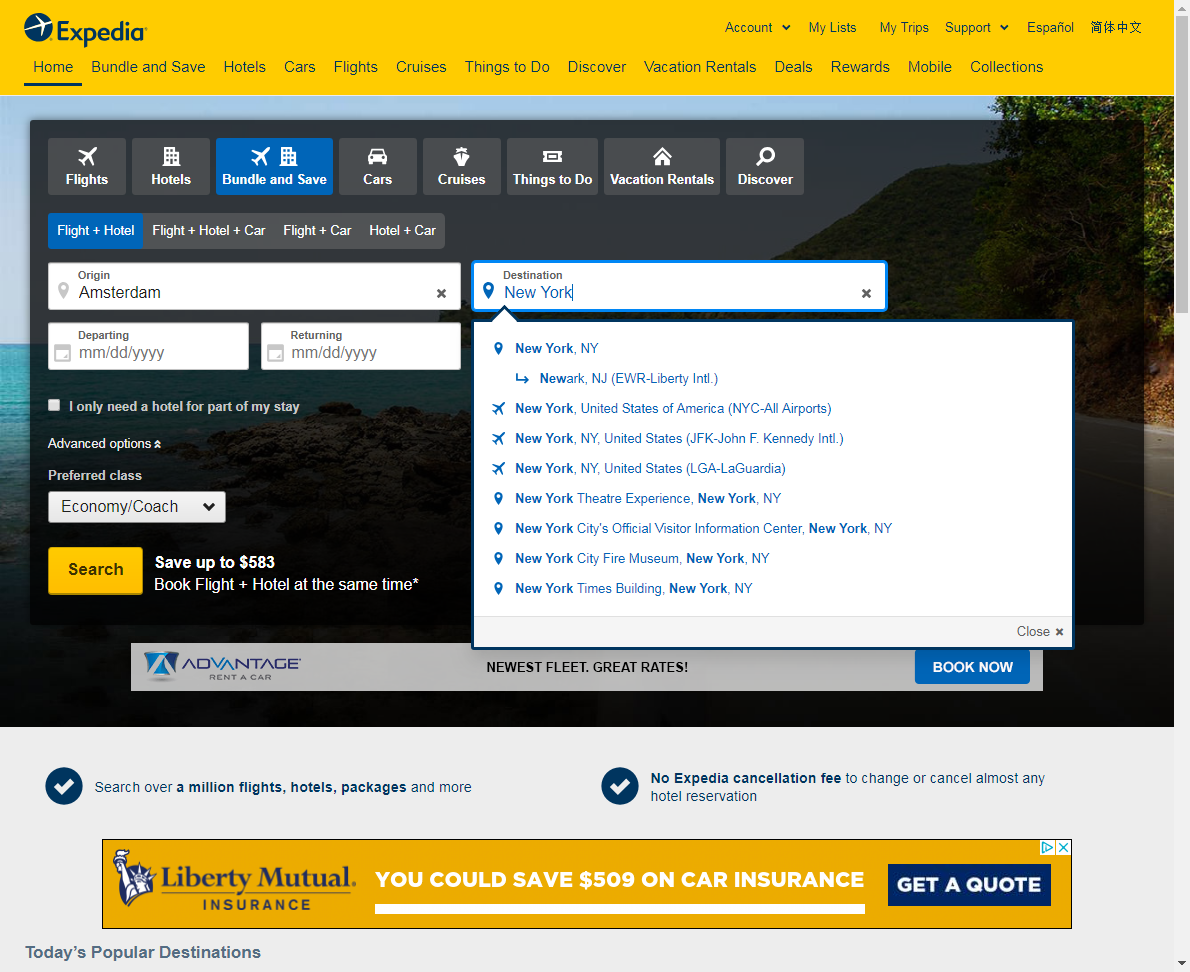 Expedia
Account My Lists My Trips Support Español 简体中文
Home Bundle and Save Hotels Cars Flights Cruises Things to Do Discover Vacation Rentals Deals Rewards Mobile Collections
Flights Hotels Bundle and Save Cars Cruises Things to Do Vacation Rentals Discover
Flight + Hotel Flight + Hotel + Car Flight + Car Hotel + Car
Origin
Amsterdam
Destination
New York
Departing
mm/dd/yyyy
Returning
mm/dd/yyyy
I only need a hotel for part of my stay
Advanced options
Preferred class
Economy/Coach
Search
Save up to $583
Book Flight + Hotel at the same time*
New York, NY
Newark, NJ (EWR-Liberty Intl.)
New York, United States of America (NYC-All Airports)
New York, NY, United States (JFK-John F. Kennedy Intl.)
New York, NY, United States (LGA-LaGuardia)
New York Theatre Experience, New York, NY
New York City's Official Visitor Information Center, New York, NY
New York City Fire Museum, New York, NY
New York Times Building, New York, NY
Close
ADVANTAGE
RENT A CAR
NEWEST FLEET. GREAT RATES!
BOOK NOW
Search over a million flights, hotels, packages and more
No Expedia cancellation fee to change or cancel almost any
hotel reservation
Liberty Mutual.
INSURANCE
YOU COULD SAVE $509 ON CAR INSURANCE
GET A QUOTE
Today's Popular Destinations